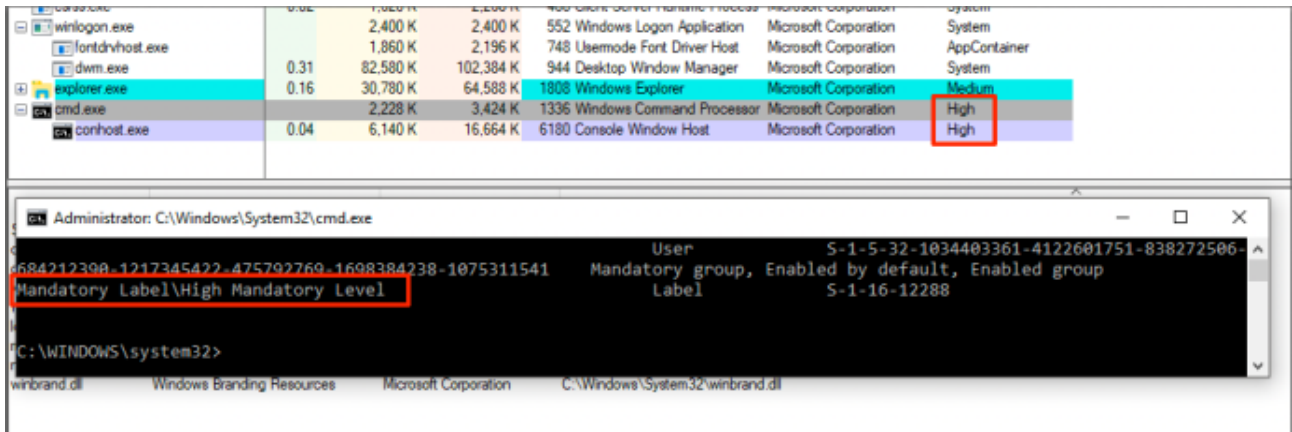 winlogon.exe 2,400 K 2,400 K 552 Windows Logon Application Microsoft Corporation System
fontdrvhost.exe 1,860 K 2,196 K 748 Usermode Font Driver Host Microsoft Corporation AppContainer
dwm.exe 0.31 82,580 K 102,384 K 944 Desktop Window Manager Microsoft Corporation System
explorer.exe 0.16 30,780 K 64,588 K 1808 Windows Explorer Microsoft Corporation Medium
cmd.exe 2,228 K 3,424 K 1336 Windows Command Processor Microsoft Corporation High
conhost.exe 0.04 6,140 K 16,664 K 6180 Console Window Host Microsoft Corporation High
Administrator: C:\Windows\System32\cmd.exe
User S-1-5-32-1034403361-4122601751-838272506-
684212390-1217345422-475792769-1698384238-1075311541 Mandatory group, Enabled by default, Enabled group
Mandatory Label\High Mandatory Level Label S-1-16-12288
C:\WINDOWS\system32>
winbrand.dll Windows Branding Resources Microsoft Corporation C:\Windows\System32\winbrand.dll